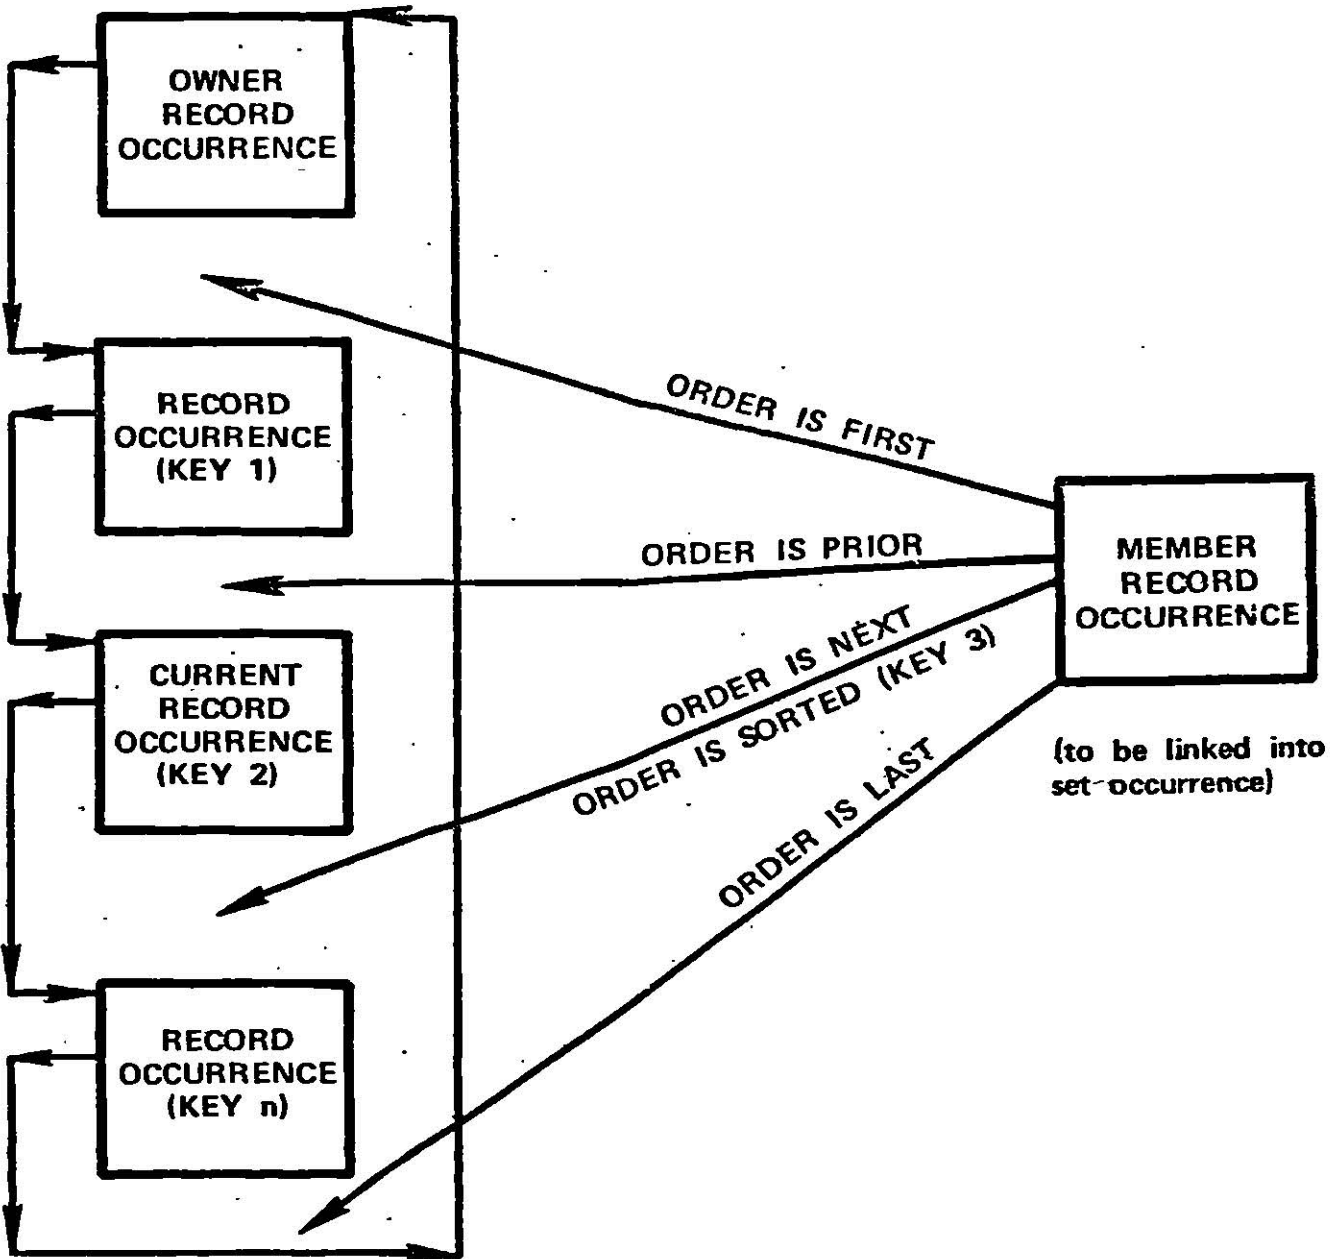 OWNER
RECORD
OCCURRENCE
RECORD
OCCURRENCE
(KEY 1)
CURRENT
RECORD
OCCURRENCE
(KEY 2)
RECORD
OCCURRENCE
(KEY n)
ORDER IS FIRST
ORDER IS PRIOR
ORDER IS NEXT
ORDER IS SORTED (KEY 3)
ORDER IS LAST
MEMBER
RECORD
OCCURRENCE
(to be linked into
set-occurrence)